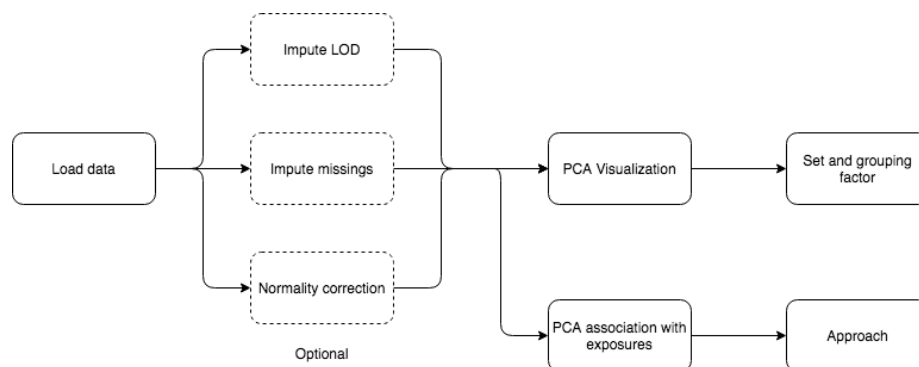 Impute LOD
Load data
Impute missings
PCA Visualization
Set and grouping
factor
Normality correction
PCA association with
exposures
Approach
Optional